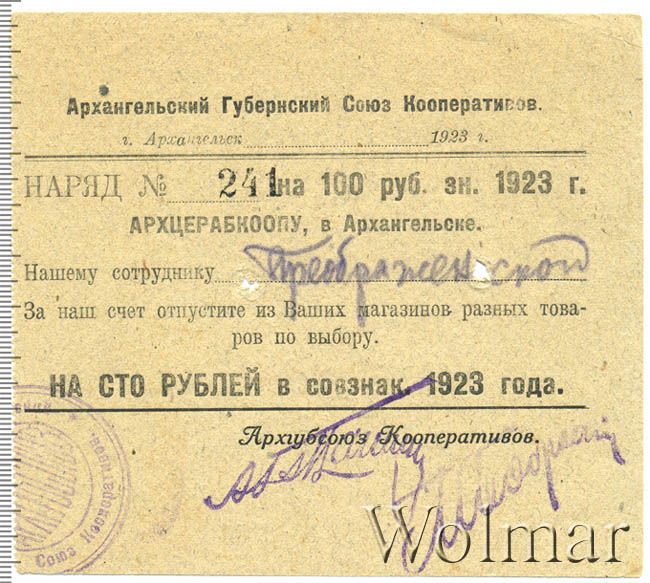 Архангельский Губернский Союз Кооперативов.
г. Архангельск 1923 г.
НАРЯД № 241 на 100 руб. зн. 1923 г.
АРХЦЕРАБКООПУ, в Архангельске.
Нашему сотруднику Преображенской
За наш счет отпустите из Ваших магазинов разных това-
ров по выбору.
НА СТО РУБЛЕЙ в совзнак. 1923 года.
Архгубсоюз Кооперативов.
Союз Кооперативов
Wolmar